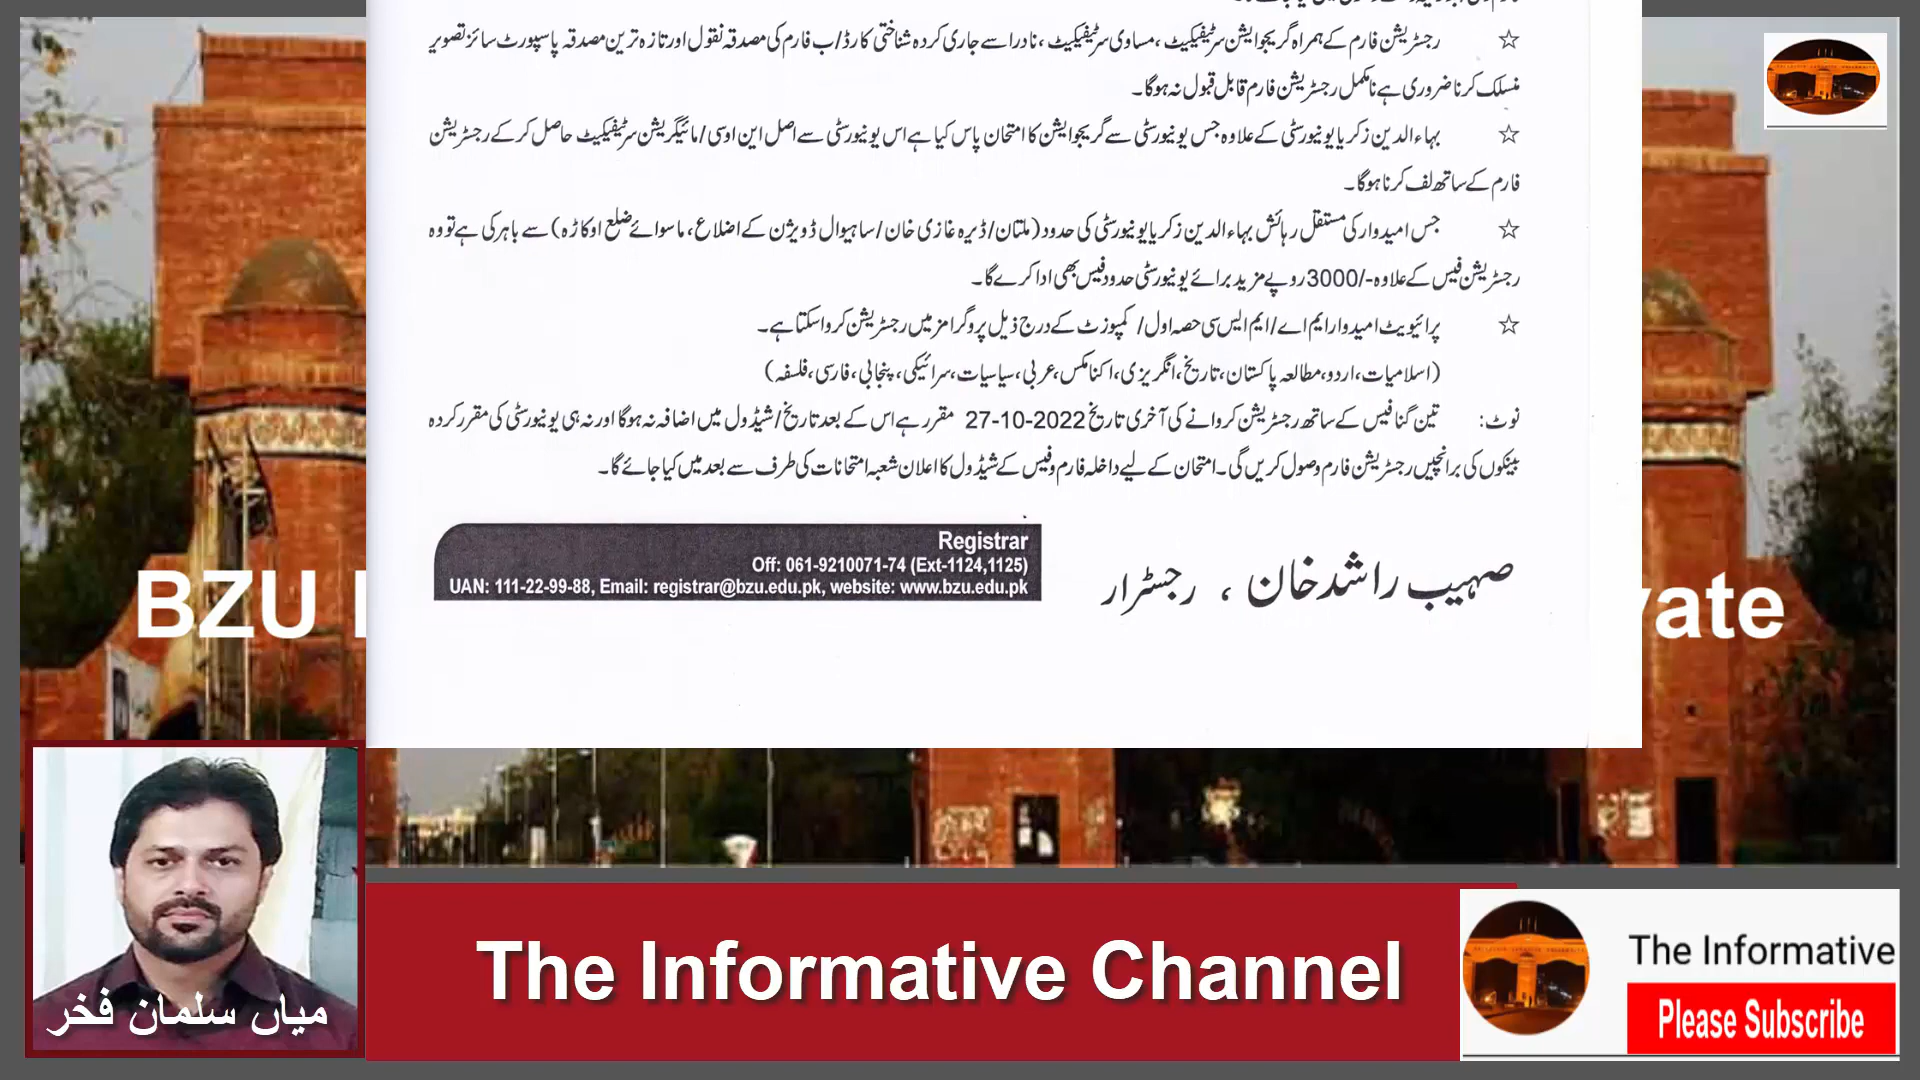 ☆ رجسٹریشن فارم کے ہمراہ گریجوایشن سرٹیفیکیٹ ،مساوی سرٹیفیکیٹ ،نادرا سے جاری کردہ شناختی کارڈ/ب فارم کی مصدقہ نقول اور تازہ ترین مصدقہ پاسپورٹ سائز تصویر
منسلک کرنا ضروری ہے نامکمل رجسٹریشن فارم قابل قبول نہ ہوگا۔
☆ بہاءالدین زکریا یونیورسٹی کے علاوہ جس یونیورسٹی سے گریجوایشن کا امتحان پاس کیا ہے اس یونیورسٹی سے اصل این اوسی/مائیگریشن سرٹیفیکیٹ حاصل کرکے رجسٹریشن
فارم کے ساتھ لف کرنا ہوگا۔
☆ جس امیدوار کی مستقل رہائش بہاءالدین زکریا یونیورسٹی کی حدود (ملتان/ڈیرہ غازی خان/ساہیوال ڈویژن کے اضلاع، ماسوائے ضلع اوکاڑہ) سے باہر کی ہے تو وہ
رجسٹریشن فیس کے علاوہ -/3000 روپے مزید برائے یونیورسٹی حدود فیس بھی ادا کرے گا۔
☆ پرائیویٹ امیدوار ایم اے/ایم ایس سی حصہ اول/ کمپوزٹ کے درج ذیل پروگرامز میں رجسٹریشن کروا سکتا ہے۔
(اسلامیات،اردو،مطالعہ پاکستان،تاریخ،انگریزی،اکنامکس،عربی،سیاسیات،سرائیکی،پنجابی،فارسی،فلسفہ)
نوٹ: تین گنا فیس کے ساتھ رجسٹریشن کروانے کی آخری تاریخ 27-10-2022 مقرر ہے اس کے بعد تاریخ/شیڈول میں اضافہ نہ ہوگا اور نہ ہی یونیورسٹی کی مقرر کردہ
بینکوں کی برانچیں رجسٹریشن فارم وصول کریں گی۔امتحان کے لیے داخلہ فارم وفیس کے شیڈول کا اعلان شعبہ امتحانات کی طرف سے بعد میں کیا جائے گا۔
صہیب راشد خان ، رجسٹرار
Registrar
Off: 061-9210071-74 (Ext-1124,1125)
UAN: 111-22-99-88, Email: registrar@bzu.edu.pk, website: www.bzu.edu.pk
BZU
vate
میاں سلمان فخر
The Informative Channel
The Informative
Please Subscribe